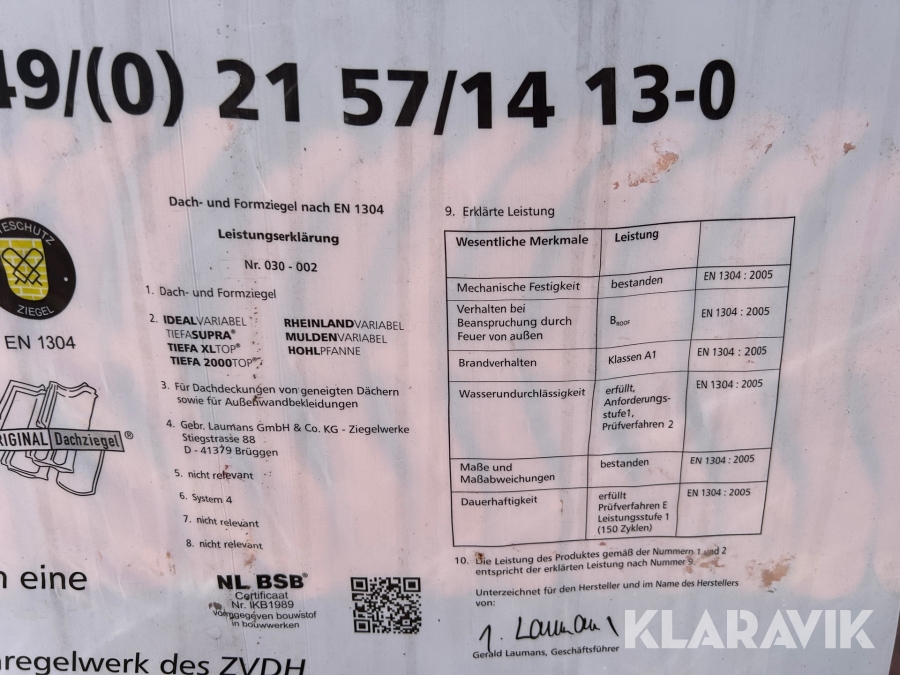 49/(0) 21 57/14 13-0
Dach- und Formziegel nach EN 1304
Leistungserklärung
Nr. 030 - 002
1. Dach- und Formziegel
2. IDEALVARIABEL
TIEFASUPRA®
TIEFA XLTOP®
TIEFA 2000TOP®
RHEINLANDVARIABEL
MULDENVARIABEL
HOHLPFANNE
3. Für Dachdeckungen von geneigten Dächern
sowie für Außenwandbekleidungen
4. Gebr. Laumans GmbH & Co. KG - Ziegelwerke
Stiegstrasse 88
D - 41379 Brüggen
5. nicht relevant
6. System 4
7. nicht relevant
8. nicht relevant
NL BSB®
Certificaat
Nr. IKB1989
voorgegeven bouwstof
in bouwwerken
9. Erklärte Leistung
Wesentliche Merkmale Leistung
Mechanische Festigkeit bestanden EN 1304 : 2005
Verhalten bei
Beanspruchung durch
Feuer von außen
BROOF EN 1304 : 2005
Brandverhalten Klassen A1 EN 1304 : 2005
Wasserundurchlässigkeit erfüllt, EN 1304 : 2005
Anforderungs-
stufe1,
Prüfverfahren 2
Maße und
Maßabweichungen
bestanden EN 1304 : 2005
Dauerhaftigkeit erfüllt EN 1304 : 2005
Prüfverfahren E
Leistungsstufe 1
(150 Zyklen)
10. Die Leistung des Produktes gemäß der Nummern 1 und 2
entspricht der erklärten Leistung nach Nummer 9.
Unterzeichnet für den Hersteller und im Name des Herstellers
von:
J. Laumans
Gerald Laumans, Geschäftsführer
ESCHUTZ
ZIEGEL
EN 1304
RIGINAL Dachziegel®
n eine
regelwerk des ZVDH
KLARAVIK